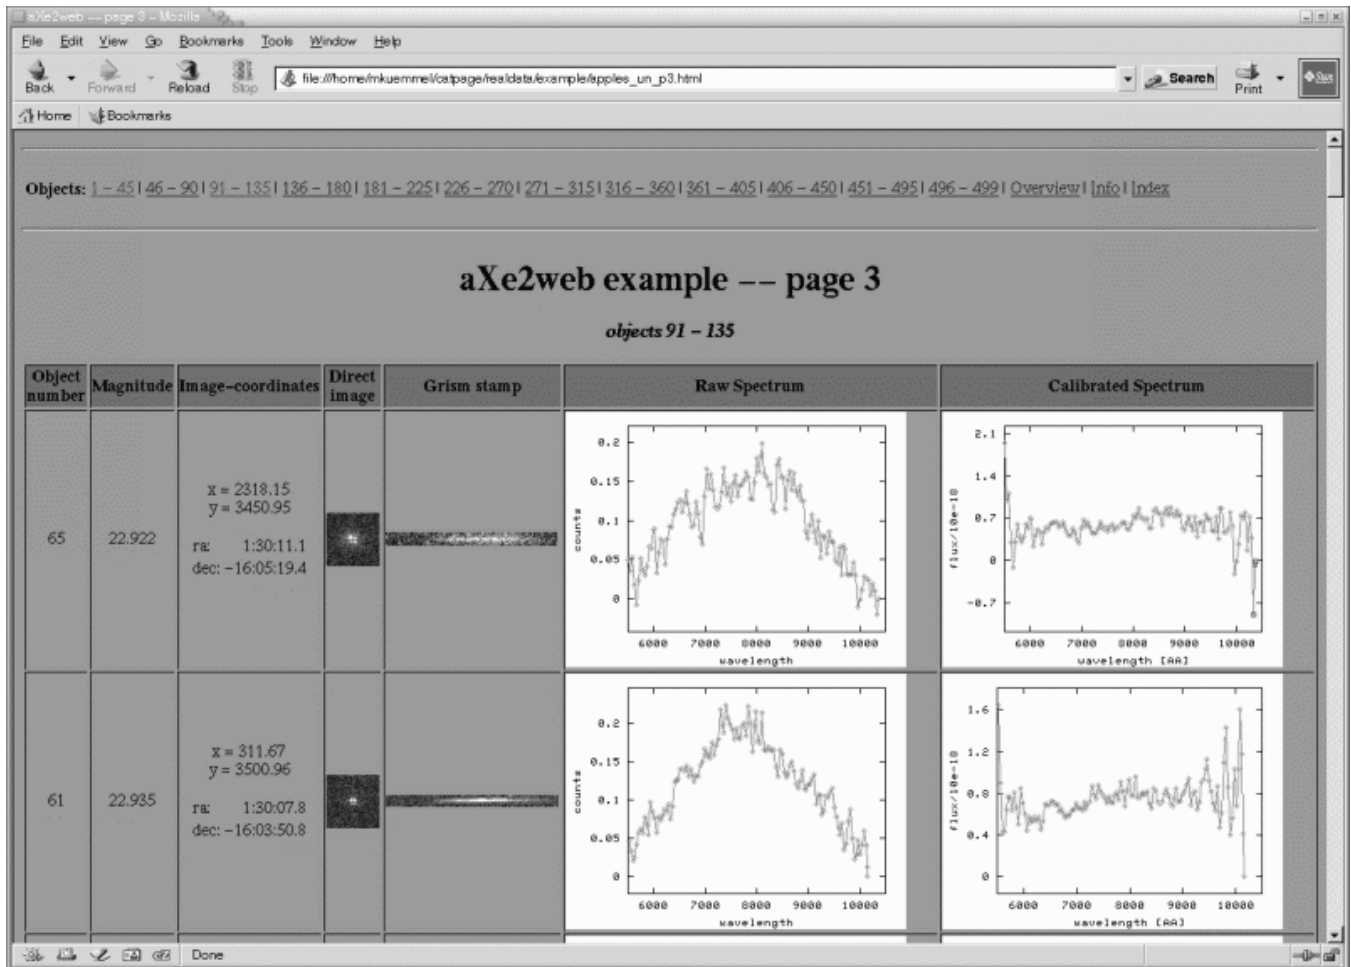 aXe2web -- page 3 - Mozilla
File Edit View Go Bookmarks Tools Window Help
Back Forward Reload Stop file:///home/mkuemmel/catpage/realdata/example/apples_un_p3.html Search Print Sun
Home Bookmarks
Objects: 1 – 45 | 46 – 90 | 91 – 135 | 136 – 180 | 181 – 225 | 226 – 270 | 271 – 315 | 316 – 360 | 361 – 405 | 406 – 450 | 451 – 495 | 496 – 499 | Overview | Info | Index
aXe2web example –– page 3
objects 91 – 135
Object number Magnitude Image–coordinates Direct image Grism stamp Raw Spectrum Calibrated Spectrum
65
22.922
x = 2318.15
y = 3450.95
ra: 1:30:11.1
dec: –16:05:19.4
counts
0.2
0.15
0.1
0.05
0
6000 7000 8000 9000 10000
wavelength
flux/10e-18
2.1
1.4
0.7
0
-0.7
6000 7000 8000 9000 10000
wavelength [AA]
61
22.935
x = 311.67
y = 3500.96
ra: 1:30:07.8
dec: –16:03:50.8
counts
0.2
0.15
0.1
0.05
0
6000 7000 8000 9000 10000
wavelength
flux/10e-18
1.6
1.2
0.8
0.4
0
6000 7000 8000 9000 10000
wavelength [AA]
Done